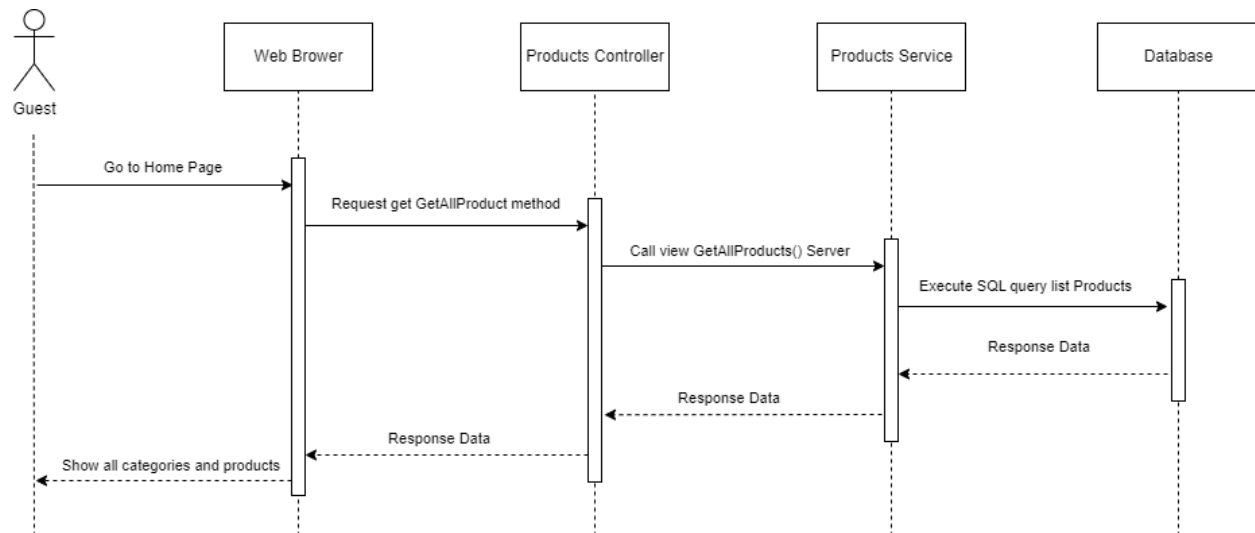 Guest
Web Brower
Products Controller
Products Service
Database
Go to Home Page
Request get GetAllProduct method
Call view GetAllProducts() Server
Execute SQL query list Products
Response Data
Response Data
Response Data
Show all categories and products